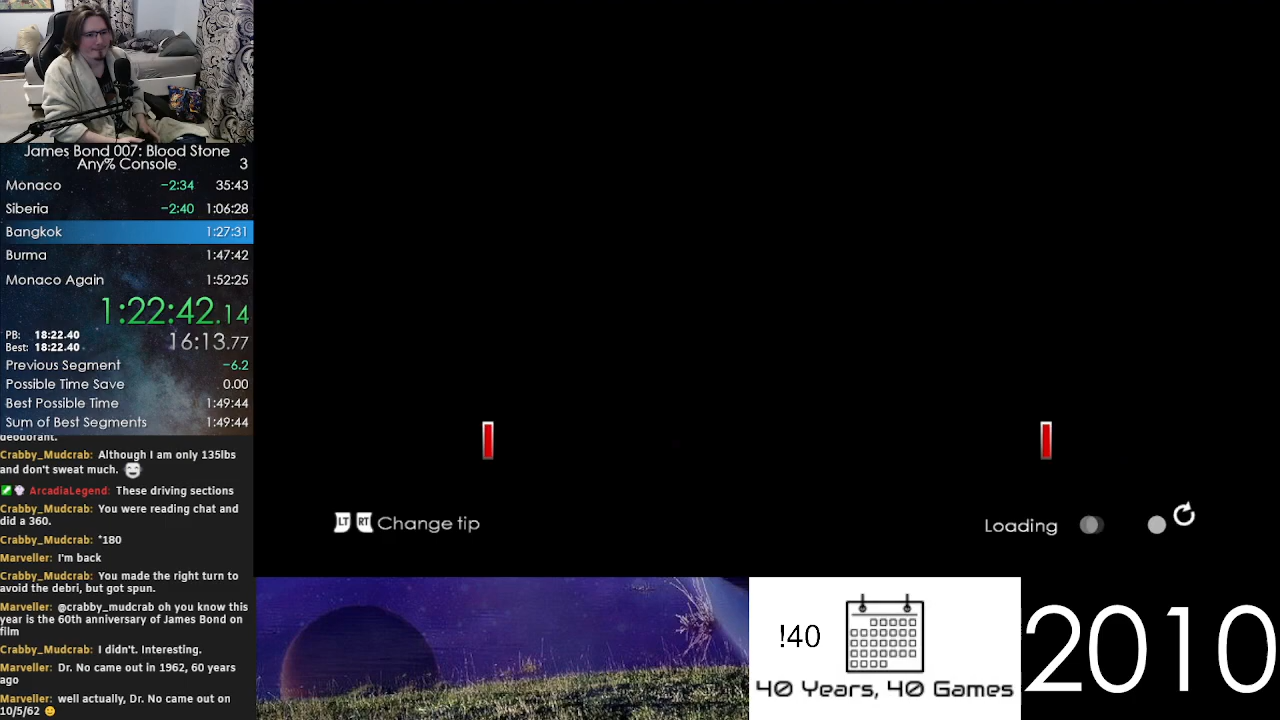 James Bond 007: Blood Stone
Any% Console 3
Monaco −2:34 35:43
Siberia −2:40 1:06:28
Bangkok 1:27:31
Burma 1:47:42
Monaco Again 1:52:25
1:22:42.14
PB: 18:22.40
16:13.77
Best: 18:22.40
Previous Segment −6.2
Possible Time Save 0.00
Best Possible Time 1:49:44
Sum of Best Segments 1:49:44
deodorant.
Crabby_Mudcrab: Although I am only 135lbs
and don't sweat much.
ArcadiaLegend: These driving sections
Crabby_Mudcrab: You were reading chat and
did a 360.
Crabby_Mudcrab: *180
Marveller: I'm back
Crabby_Mudcrab: You made the right turn to
avoid the debri, but got spun.
Marveller: @crabby_mudcrab oh you know this
year is the 60th anniversary of James Bond on
film
Crabby_Mudcrab: I didn't. Interesting.
Marveller: Dr. No came out in 1962, 60 years
ago
Marveller: well actually, Dr. No came out on
10/5/62
LT RT Change tip
Loading
!40
40 Years, 40 Games
2010